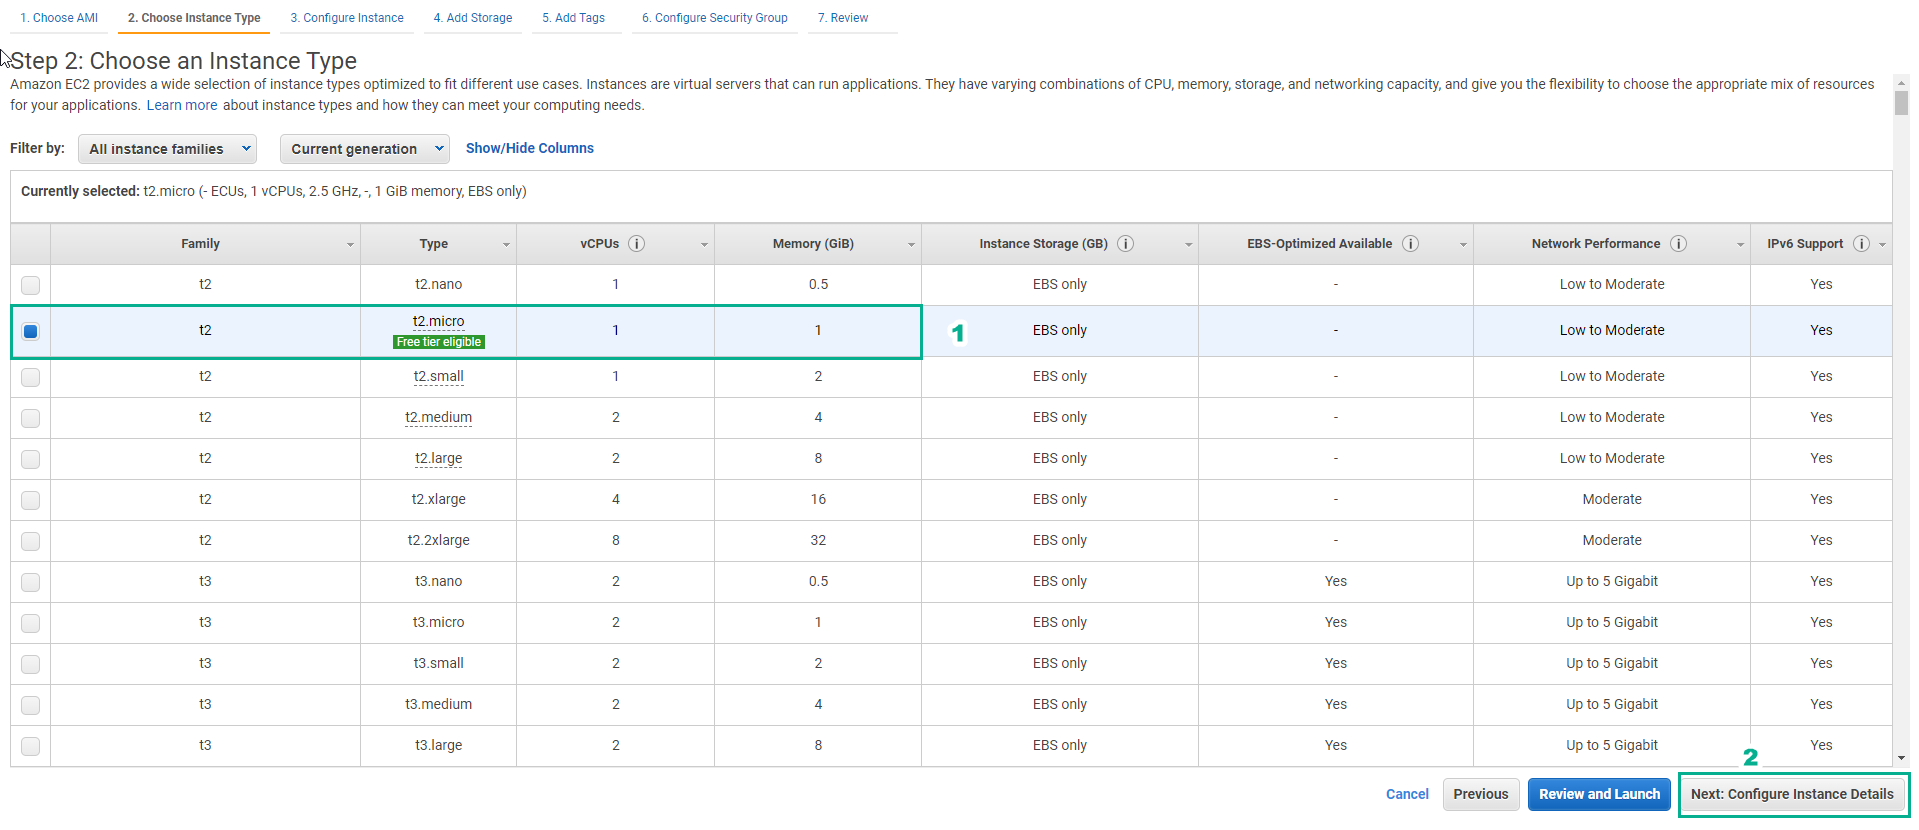 1. Choose AMI 2. Choose Instance Type 3. Configure Instance 4. Add Storage 5. Add Tags 6. Configure Security Group 7. Review
Step 2: Choose an Instance Type
Amazon EC2 provides a wide selection of instance types optimized to fit different use cases. Instances are virtual servers that can run applications. They have varying combinations of CPU, memory, storage, and networking capacity, and give you the flexibility to choose the appropriate mix of resources
for your applications. Learn more about instance types and how they can meet your computing needs.
Filter by: All instance families Current generation Show/Hide Columns
Currently selected: t2.micro (- ECUs, 1 vCPUs, 2.5 GHz, -, 1 GiB memory, EBS only)
Family Type vCPUs i Memory (GiB) Instance Storage (GB) i EBS-Optimized Available i Network Performance i IPv6 Support i
t2 t2.nano 1 0.5 EBS only - Low to Moderate Yes
t2 t2.micro 1 1 1 EBS only - Low to Moderate Yes
Free tier eligible
t2 t2.small 1 2 EBS only - Low to Moderate Yes
t2 t2.medium 2 4 EBS only - Low to Moderate Yes
t2 t2.large 2 8 EBS only - Low to Moderate Yes
t2 t2.xlarge 4 16 EBS only - Moderate Yes
t2 t2.2xlarge 8 32 EBS only - Moderate Yes
t3 t3.nano 2 0.5 EBS only Yes Up to 5 Gigabit Yes
t3 t3.micro 2 1 EBS only Yes Up to 5 Gigabit Yes
t3 t3.small 2 2 EBS only Yes Up to 5 Gigabit Yes
t3 t3.medium 2 4 EBS only Yes Up to 5 Gigabit Yes
t3 t3.large 2 8 EBS only Yes Up to 5 Gigabit Yes
2
Cancel Previous Review and Launch Next: Configure Instance Details